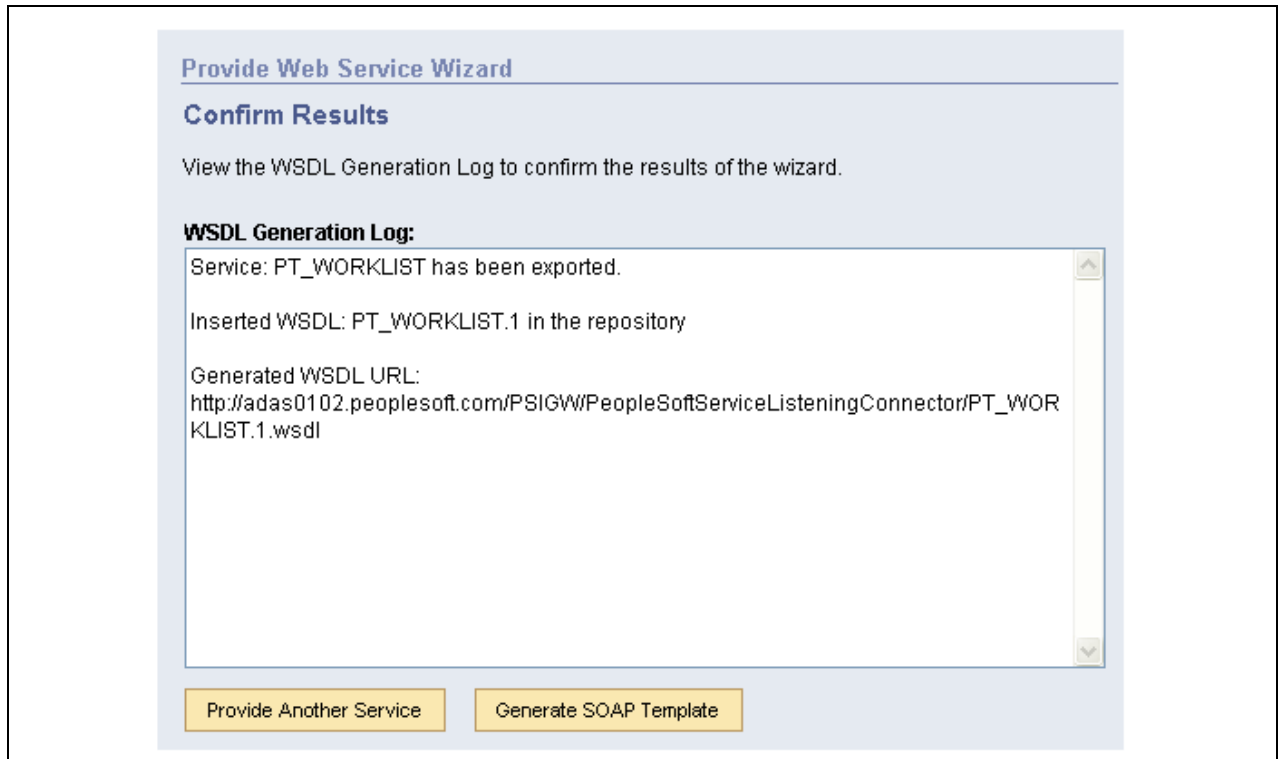 Provide Web Service Wizard
Confirm Results
View the WSDL Generation Log to confirm the results of the wizard.
WSDL Generation Log:
Service: PT_WORKLIST has been exported.
Inserted WSDL: PT_WORKLIST.1 in the repository
Generated WSDL URL:
http://adas0102.peoplesoft.com/PSIGW/PeopleSoftServiceListeningConnector/PT_WOR
KLIST.1.wsdl
Provide Another Service
Generate SOAP Template